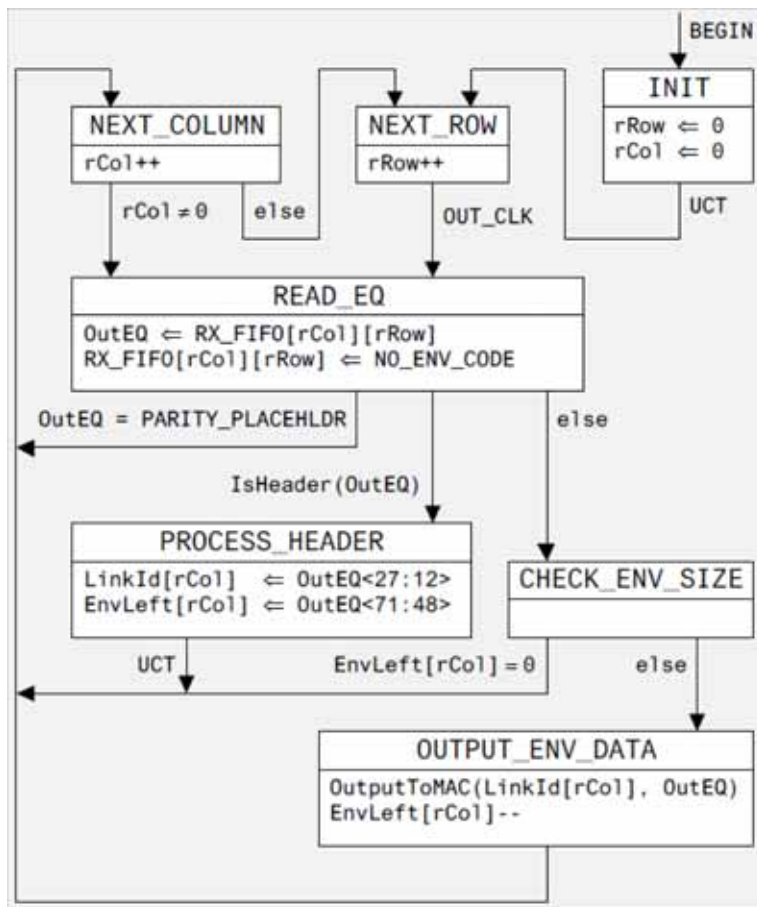 BEGIN
INIT
rRow ⇐ 0
rCol ⇐ 0
UCT
NEXT_COLUMN
rCol++
rCol ≠ 0
else
NEXT_ROW
rRow++
OUT_CLK
READ_EQ
OutEQ ⇐ RX_FIFO[rCol][rRow]
RX_FIFO[rCol][rRow] ⇐ NO_ENV_CODE
OutEQ = PARITY_PLACEHLDR
IsHeader(OutEQ)
else
PROCESS_HEADER
LinkId[rCol] ⇐ OutEQ<27:12>
EnvLeft[rCol] ⇐ OutEQ<71:48>
UCT
CHECK_ENV_SIZE
EnvLeft[rCol] = 0
else
OUTPUT_ENV_DATA
OutputToMAC(LinkId[rCol], OutEQ)
EnvLeft[rCol]--